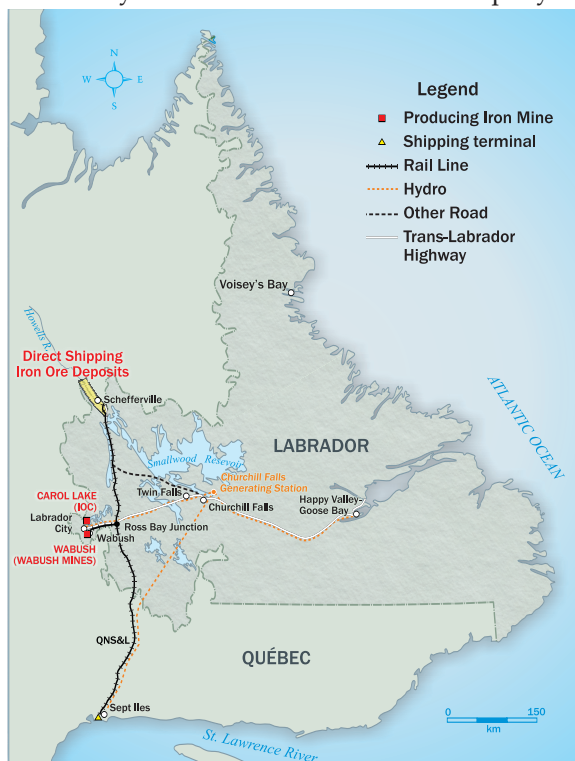 N
W E
S
Legend
Producing Iron Mine
Shipping terminal
Rail Line
Hydro
Other Road
Trans-Labrador
Highway
Voisey's Bay
Howells R.
Direct Shipping
Iron Ore Deposits
Schefferville
ATLANTIC OCEAN
LABRADOR
Smallwood Resevoir
Churchill Falls
Generating Station
Twin Falls
Churchill Falls
Happy Valley-
Goose Bay
CAROL LAKE
(IOC)
Labrador
City
Ross Bay Junction
Wabush
WABUSH
(WABUSH MINES)
QNS&L
QUÉBEC
Sept Iles
0 150
km
St. Lawrence River